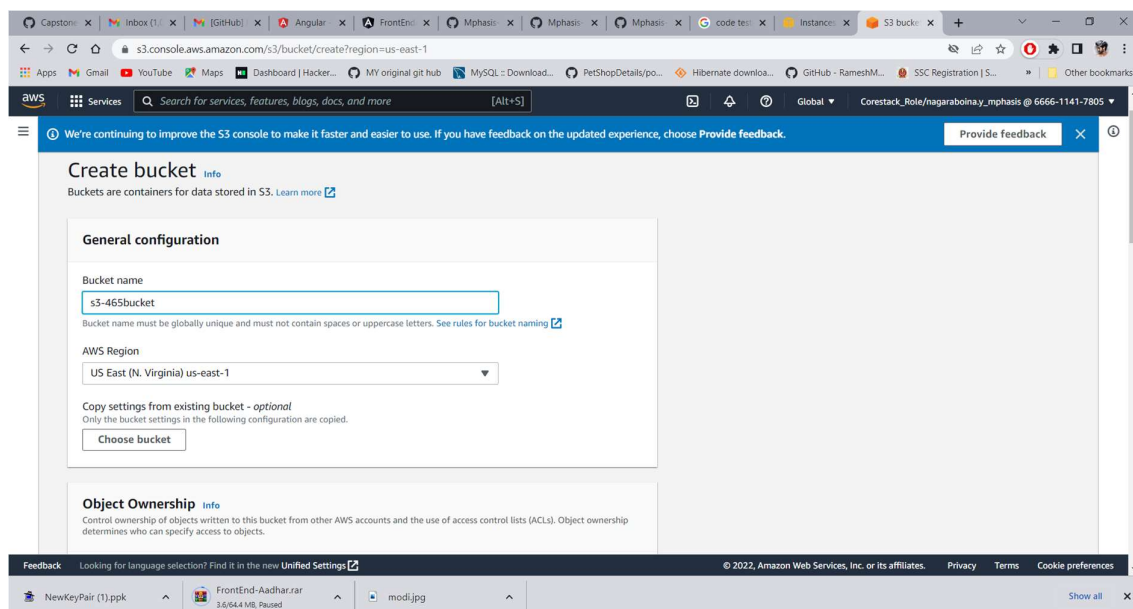 Capstone
Inbox (1,
[GitHub]
Angular
FrontEnd
Mphasis-
Mphasis-
Mphasis-
code test
Instances
S3 bucke
s3.console.aws.amazon.com/s3/bucket/create?region=us-east-1
Apps Gmail YouTube Maps Dashboard | Hacker... MY original git hub MySQL :: Download... PetShopDetails/po... Hibernate downloa... GitHub - RameshM... SSC Registration | S... » Other bookmarks
aws Services Search for services, features, blogs, docs, and more [Alt+S] Global Corestack_Role/nagaraboina.y_mphasis @ 6666-1141-7805
We're continuing to improve the S3 console to make it faster and easier to use. If you have feedback on the updated experience, choose Provide feedback. Provide feedback
Create bucket Info
Buckets are containers for data stored in S3. Learn more
General configuration
Bucket name
s3-465bucket
Bucket name must be globally unique and must not contain spaces or uppercase letters. See rules for bucket naming
AWS Region
US East (N. Virginia) us-east-1
Copy settings from existing bucket - optional
Only the bucket settings in the following configuration are copied.
Choose bucket
Object Ownership Info
Control ownership of objects written to this bucket from other AWS accounts and the use of access control lists (ACLs). Object ownership
determines who can specify access to objects.
Feedback Looking for language selection? Find it in the new Unified Settings © 2022, Amazon Web Services, Inc. or its affiliates. Privacy Terms Cookie preferences
NewKeyPair (1).ppk
FrontEnd-Aadhar.rar
3.6/64.4 MB, Paused
modi.jpg
Show all